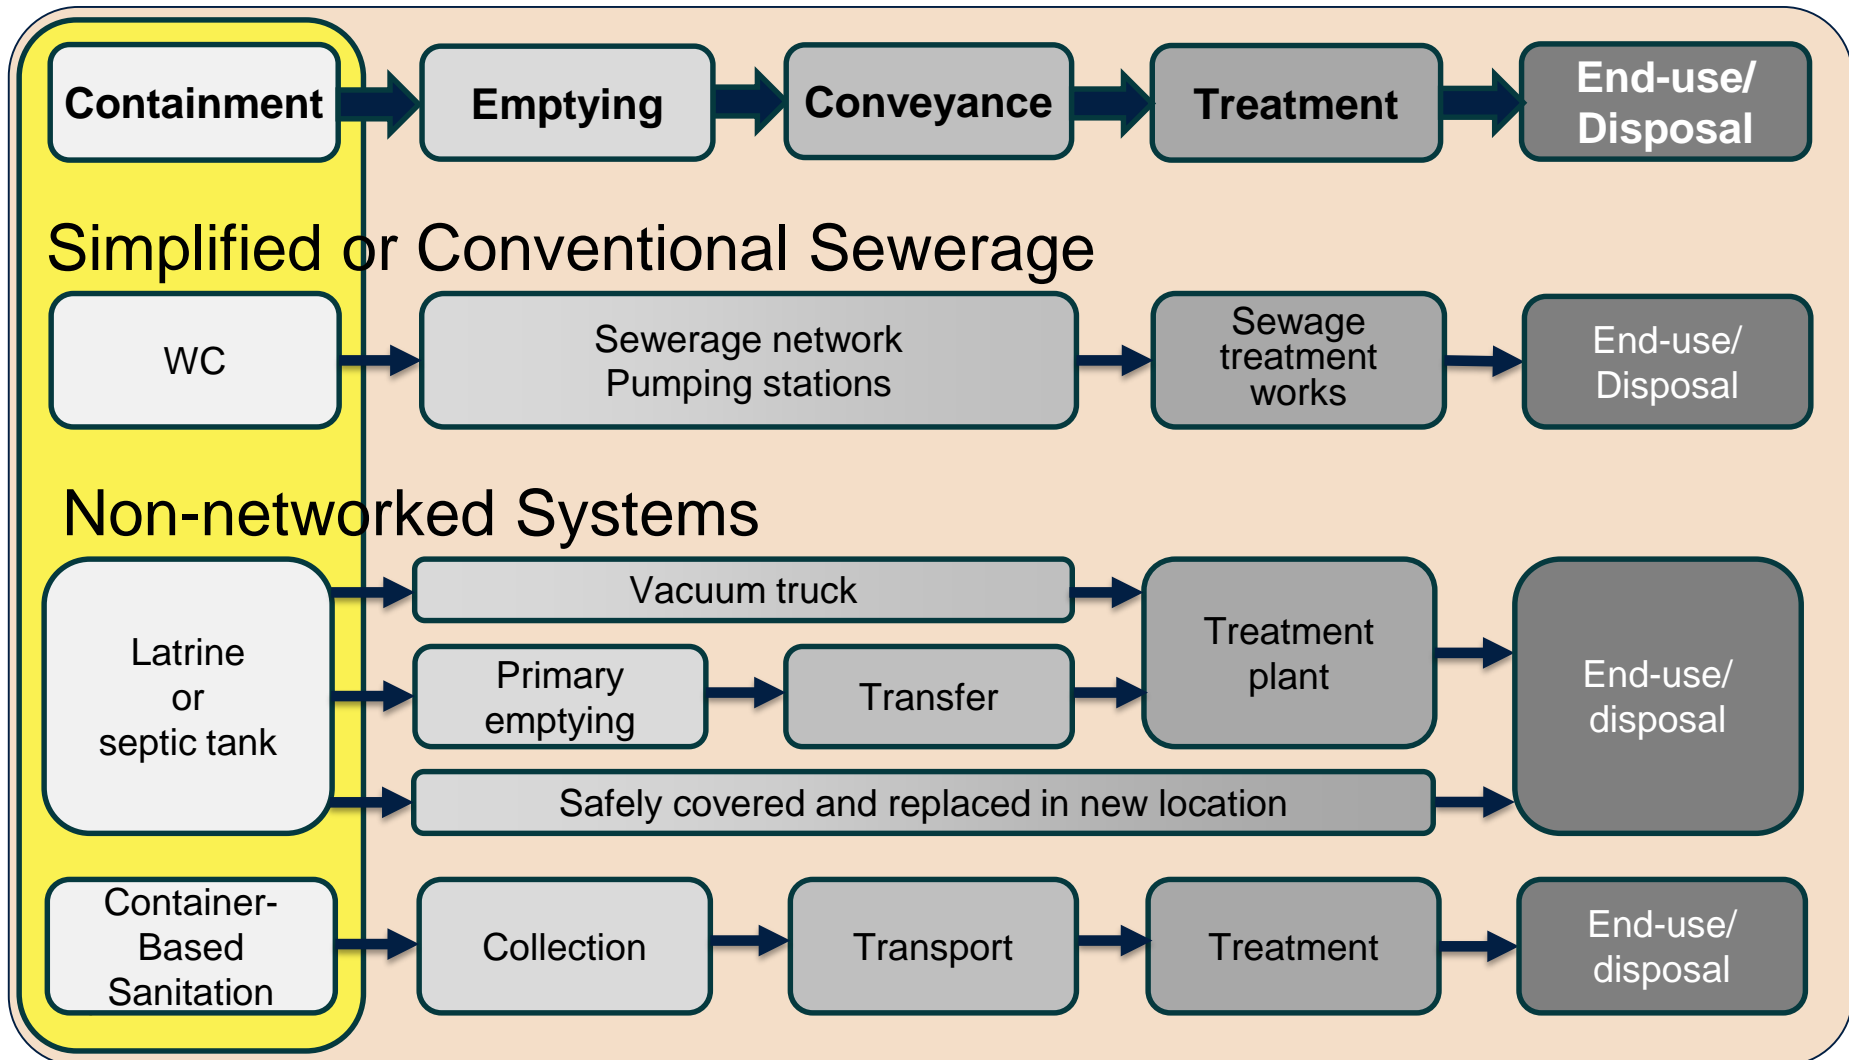 Containment
Emptying
Conveyance
Treatment
End-use/
Disposal
Simplified or Conventional Sewerage
WC
Sewerage network
Pumping stations
Sewage
treatment
works
End-use/
Disposal
Non-networked Systems
Latrine
or
septic tank
Vacuum truck
Primary
emptying
Transfer
Treatment
plant
Safely covered and replaced in new location
End-use/
disposal
Container-
Based
Sanitation
Collection
Transport
Treatment
End-use/
disposal